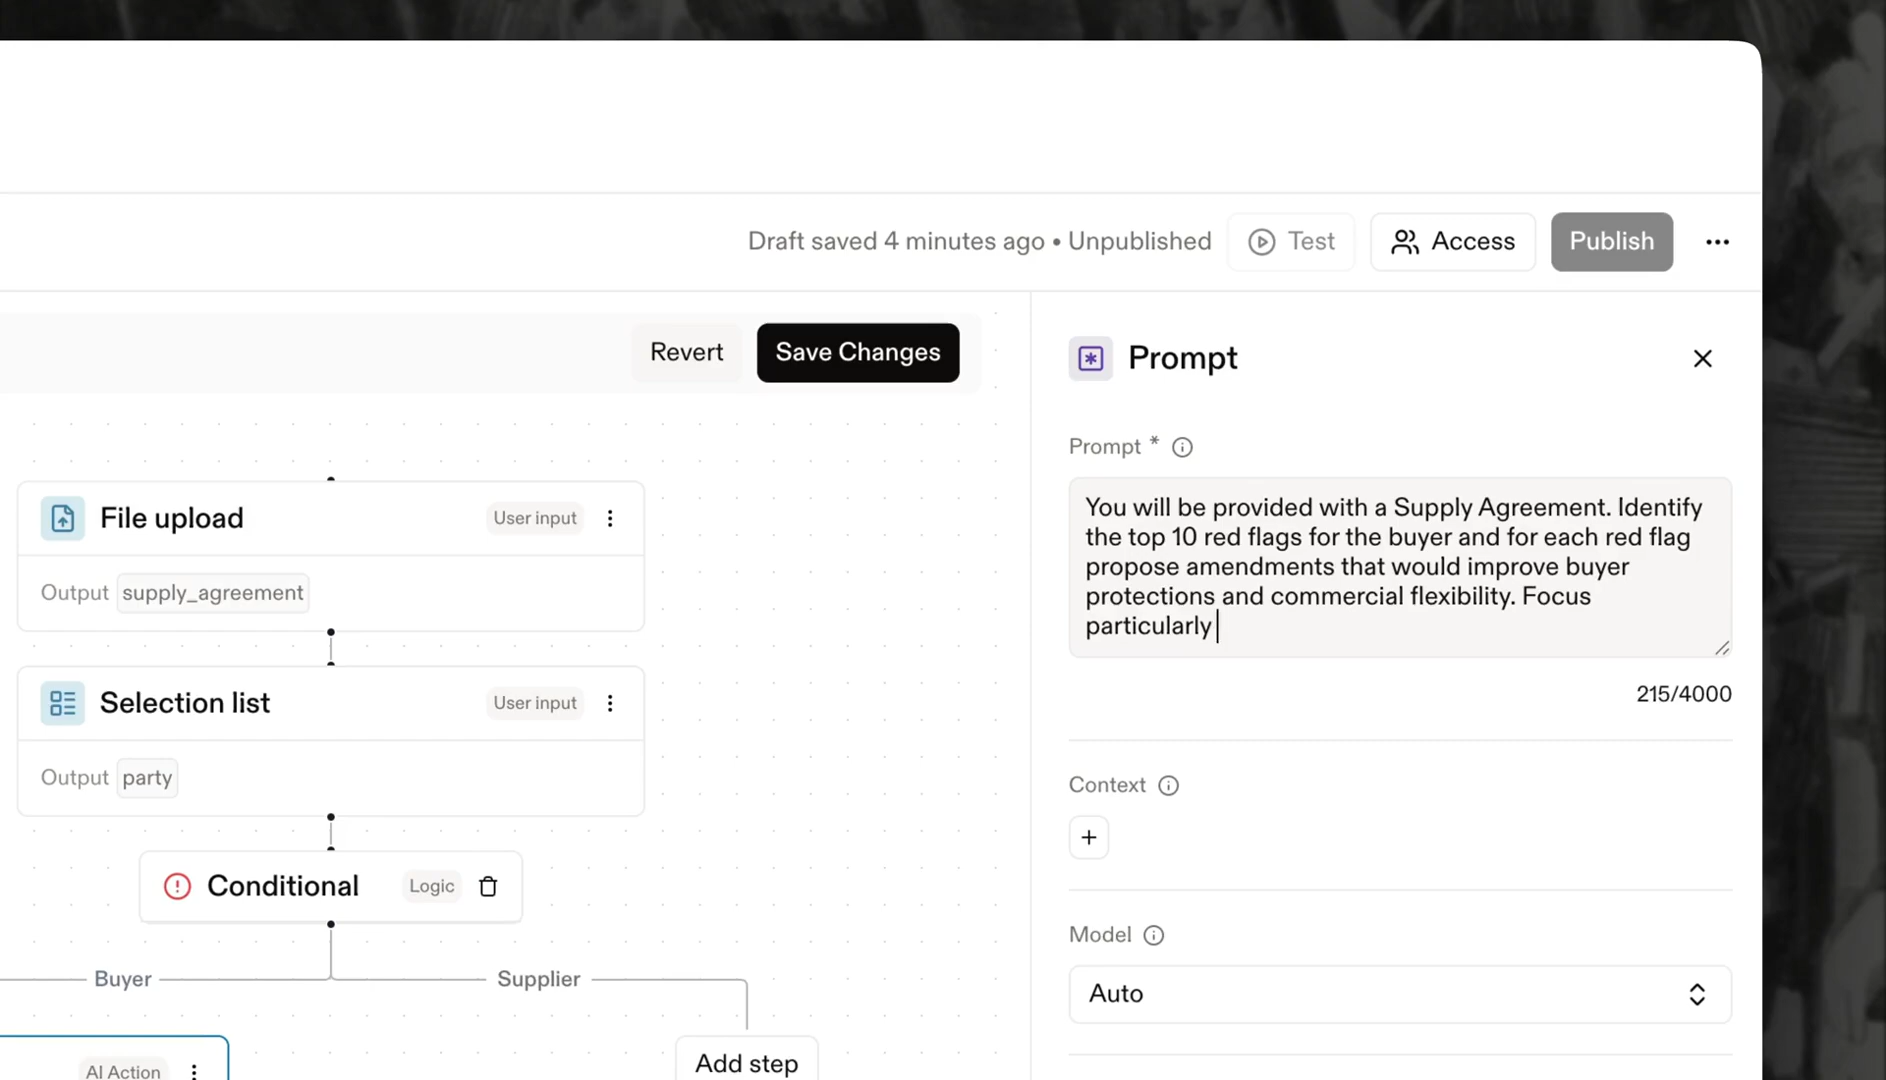 Draft saved 4 minutes ago • Unpublished
Test
Access
Publish
Revert
Save Changes
Prompt
Prompt *
You will be provided with a Supply Agreement. Identify
the top 10 red flags for the buyer and for each red flag
propose amendments that would improve buyer
protections and commercial flexibility. Focus
particularly
215/4000
Context
Model
Auto
File upload
User input
Output supply_agreement
Selection list
User input
Output party
Conditional
Logic
Buyer
Supplier
AI Action
Add step